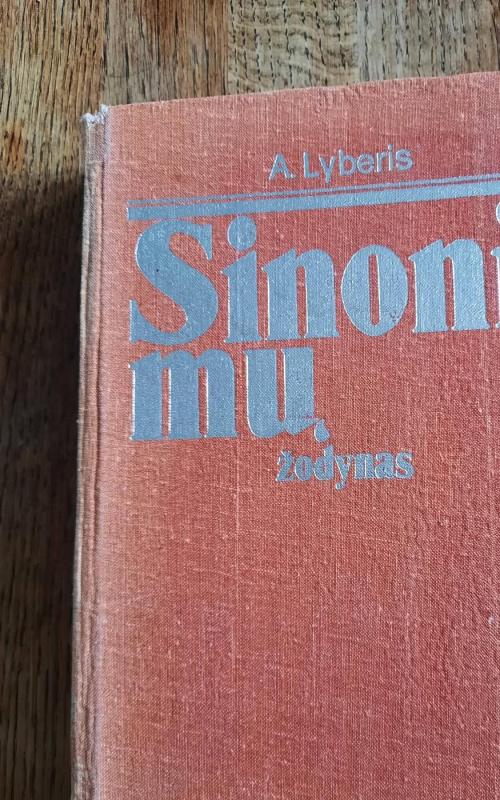 A. Lyberis
Sinoni
mų
žodynas